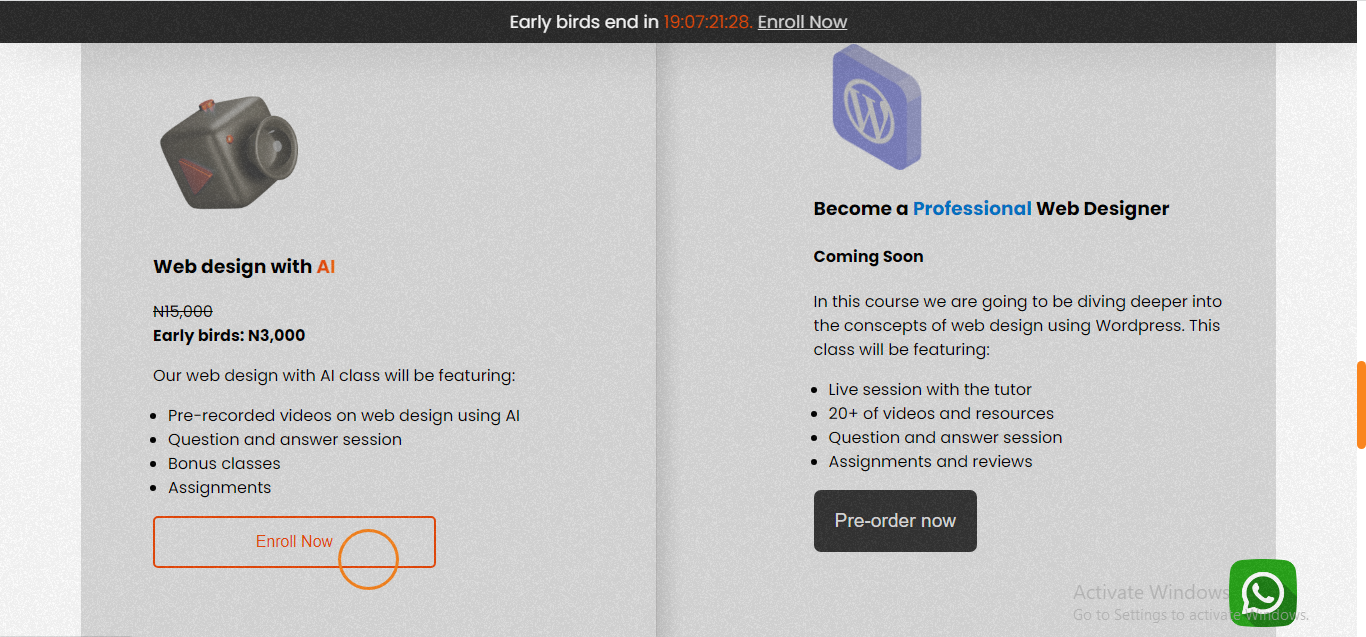 Early birds end in 19:07:21:28. Enroll Now
Web design with AI
N15,000
Early birds: N3,000
Our web design with AI class will be featuring:
Pre-recorded videos on web design using AI
Question and answer session
Bonus classes
Assignments
Enroll Now
Become a Professional Web Designer
Coming Soon
In this course we are going to be diving deeper into
the conscepts of web design using Wordpress. This
class will be featuring:
Live session with the tutor
20+ of videos and resources
Question and answer session
Assignments and reviews
Pre-order now
Activate Windows
Go to Settings to activate Windows.